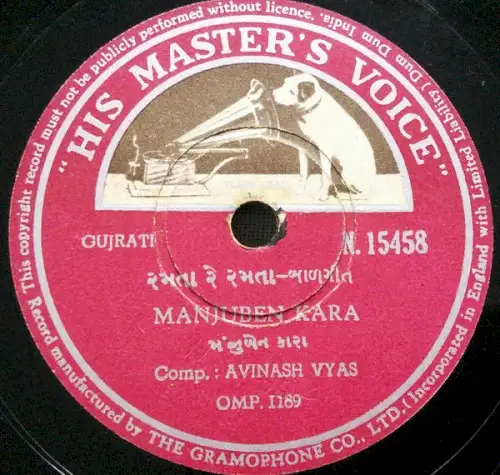 This copyright record must not be publicly performed without licence.
"HIS MASTER'S VOICE"
GUJRATI
N. 15458
રમતા રે રમતા-બાળગીત
MANJUBEN KARA
મંજુબેન કારા
Comp.: AVINASH VYAS
OMP. 1189
Record manufactured by THE GRAMOPHONE CO., LTD, (Incorporated in England with Limited Liability) Dum Dum India.